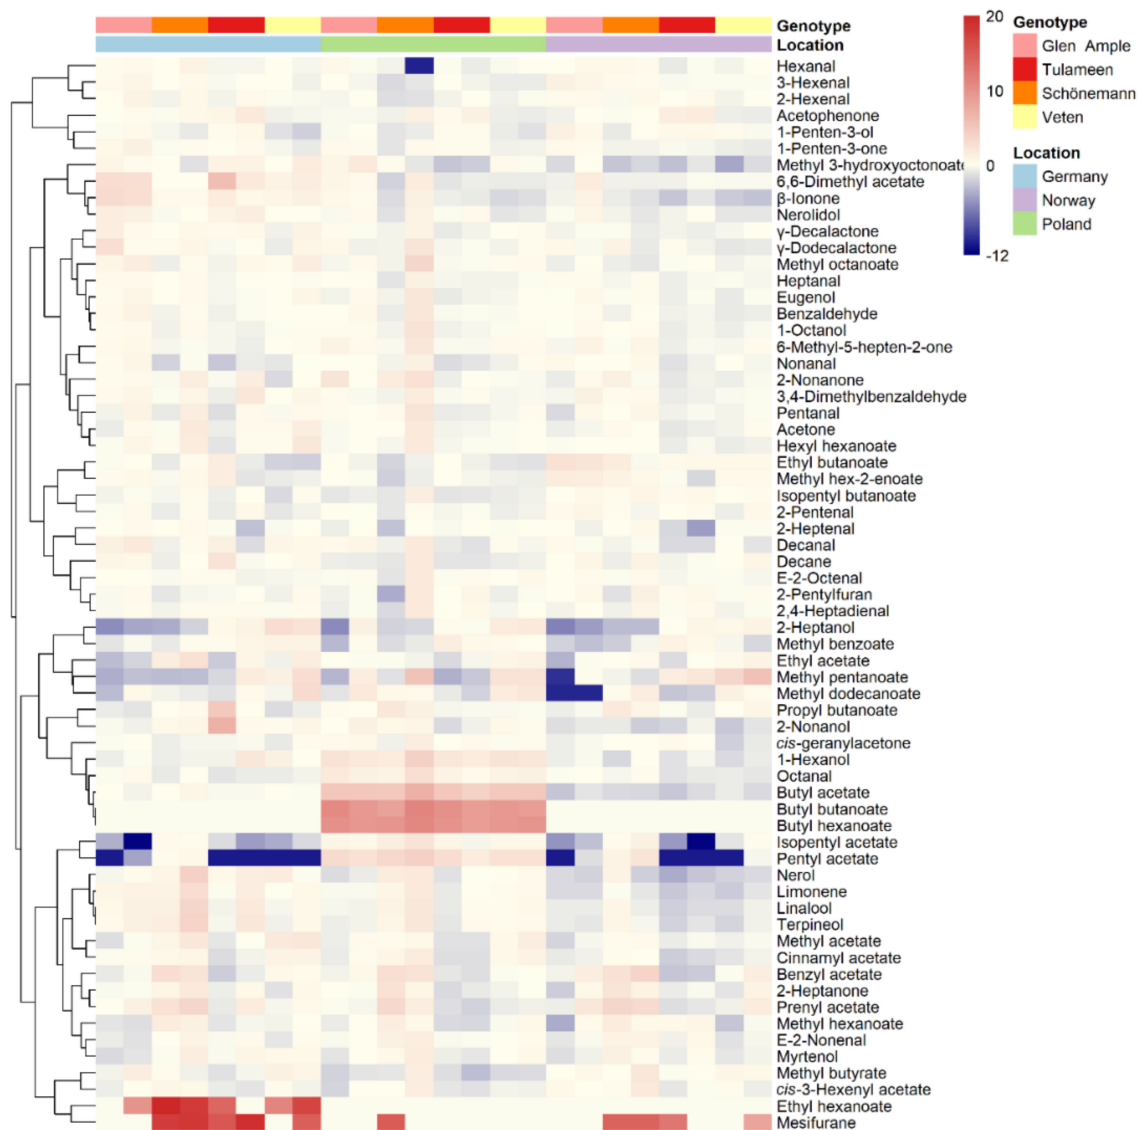 Genotype
Location
Hexanal
3-Hexenal
2-Hexenal
Acetophenone
1-Penten-3-ol
1-Penten-3-one
Methyl 3-hydroxyoctonoate
6,6-Dimethyl acetate
β-Ionone
Nerolidol
γ-Decalactone
γ-Dodecalactone
Methyl octanoate
Heptanal
Eugenol
Benzaldehyde
1-Octanol
6-Methyl-5-hepten-2-one
Nonanal
2-Nonanone
3,4-Dimethylbenzaldehyde
Pentanal
Acetone
Hexyl hexanoate
Ethyl butanoate
Methyl hex-2-enoate
Isopentyl butanoate
2-Pentenal
2-Heptenal
Decanal
Decane
E-2-Octenal
2-Pentylfuran
2,4-Heptadienal
2-Heptanol
Methyl benzoate
Ethyl acetate
Methyl pentanoate
Methyl dodecanoate
Propyl butanoate
2-Nonanol
cis-geranylacetone
1-Hexanol
Octanal
Butyl acetate
Butyl butanoate
Butyl hexanoate
Isopentyl acetate
Pentyl acetate
Nerol
Limonene
Linalool
Terpineol
Methyl acetate
Cinnamyl acetate
Benzyl acetate
2-Heptanone
Prenyl acetate
Methyl hexanoate
E-2-Nonenal
Myrtenol
Methyl butyrate
cis-3-Hexenyl acetate
Ethyl hexanoate
Mesifurane
20
10
0
-12
Genotype
Glen Ample
Tulameen
Schönemann
Veten
Location
Germany
Norway
Poland